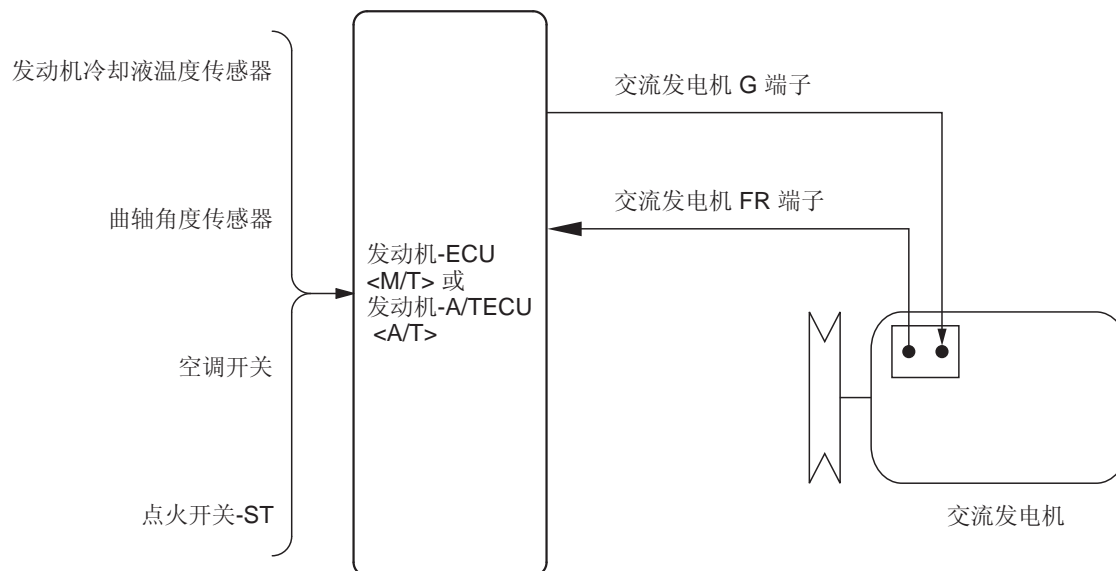 发动机冷却液温度传感器
曲轴角度传感器
空调开关
点火开关-ST
发动机-ECU
<M/T> 或
发动机-A/TECU
<A/T>
交流发电机 G 端子
交流发电机 FR 端子
交流发电机